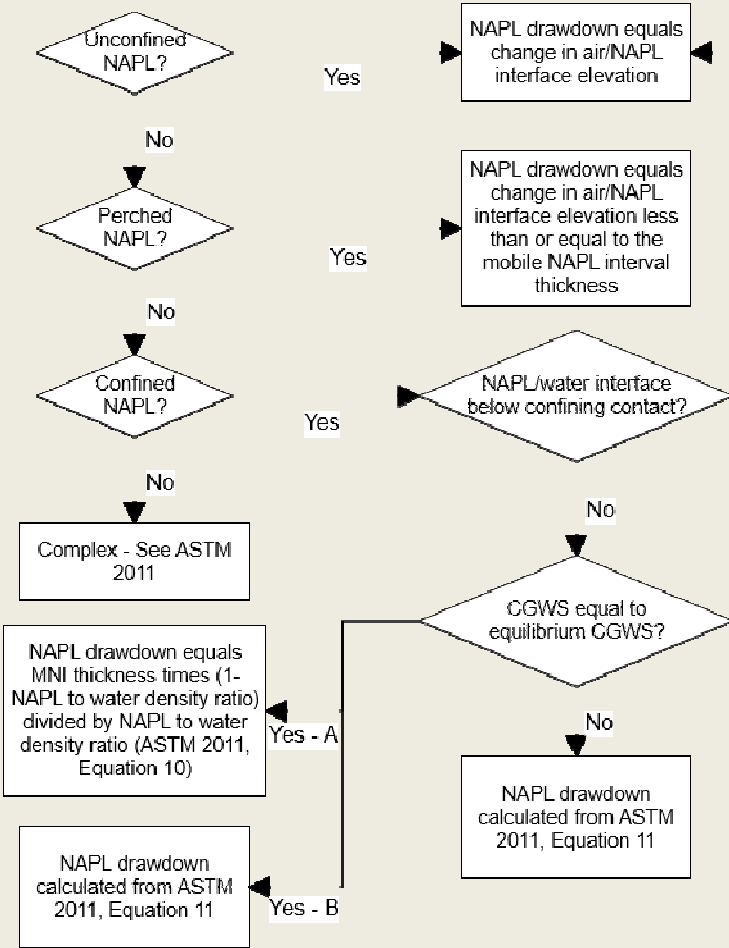 Unconfined
NAPL?
Yes
NAPL drawdown equals
change in air/NAPL
interface elevation
No
Perched
NAPL?
Yes
NAPL drawdown equals
change in air/NAPL
interface elevation less
than or equal to the
mobile NAPL interval
thickness
No
Confined
NAPL?
Yes
NAPL/water interface
below confining contact?
No
Complex - See ASTM
2011
No
CGWS equal to
equilibrium CGWS?
NAPL drawdown equals
MNI thickness times (1-
NAPL to water density ratio)
divided by NAPL to water
density ratio (ASTM 2011,
Equation 10)
Yes - A
No
NAPL drawdown
calculated from ASTM
2011, Equation 11
NAPL drawdown
calculated from ASTM
2011, Equation 11
Yes - B